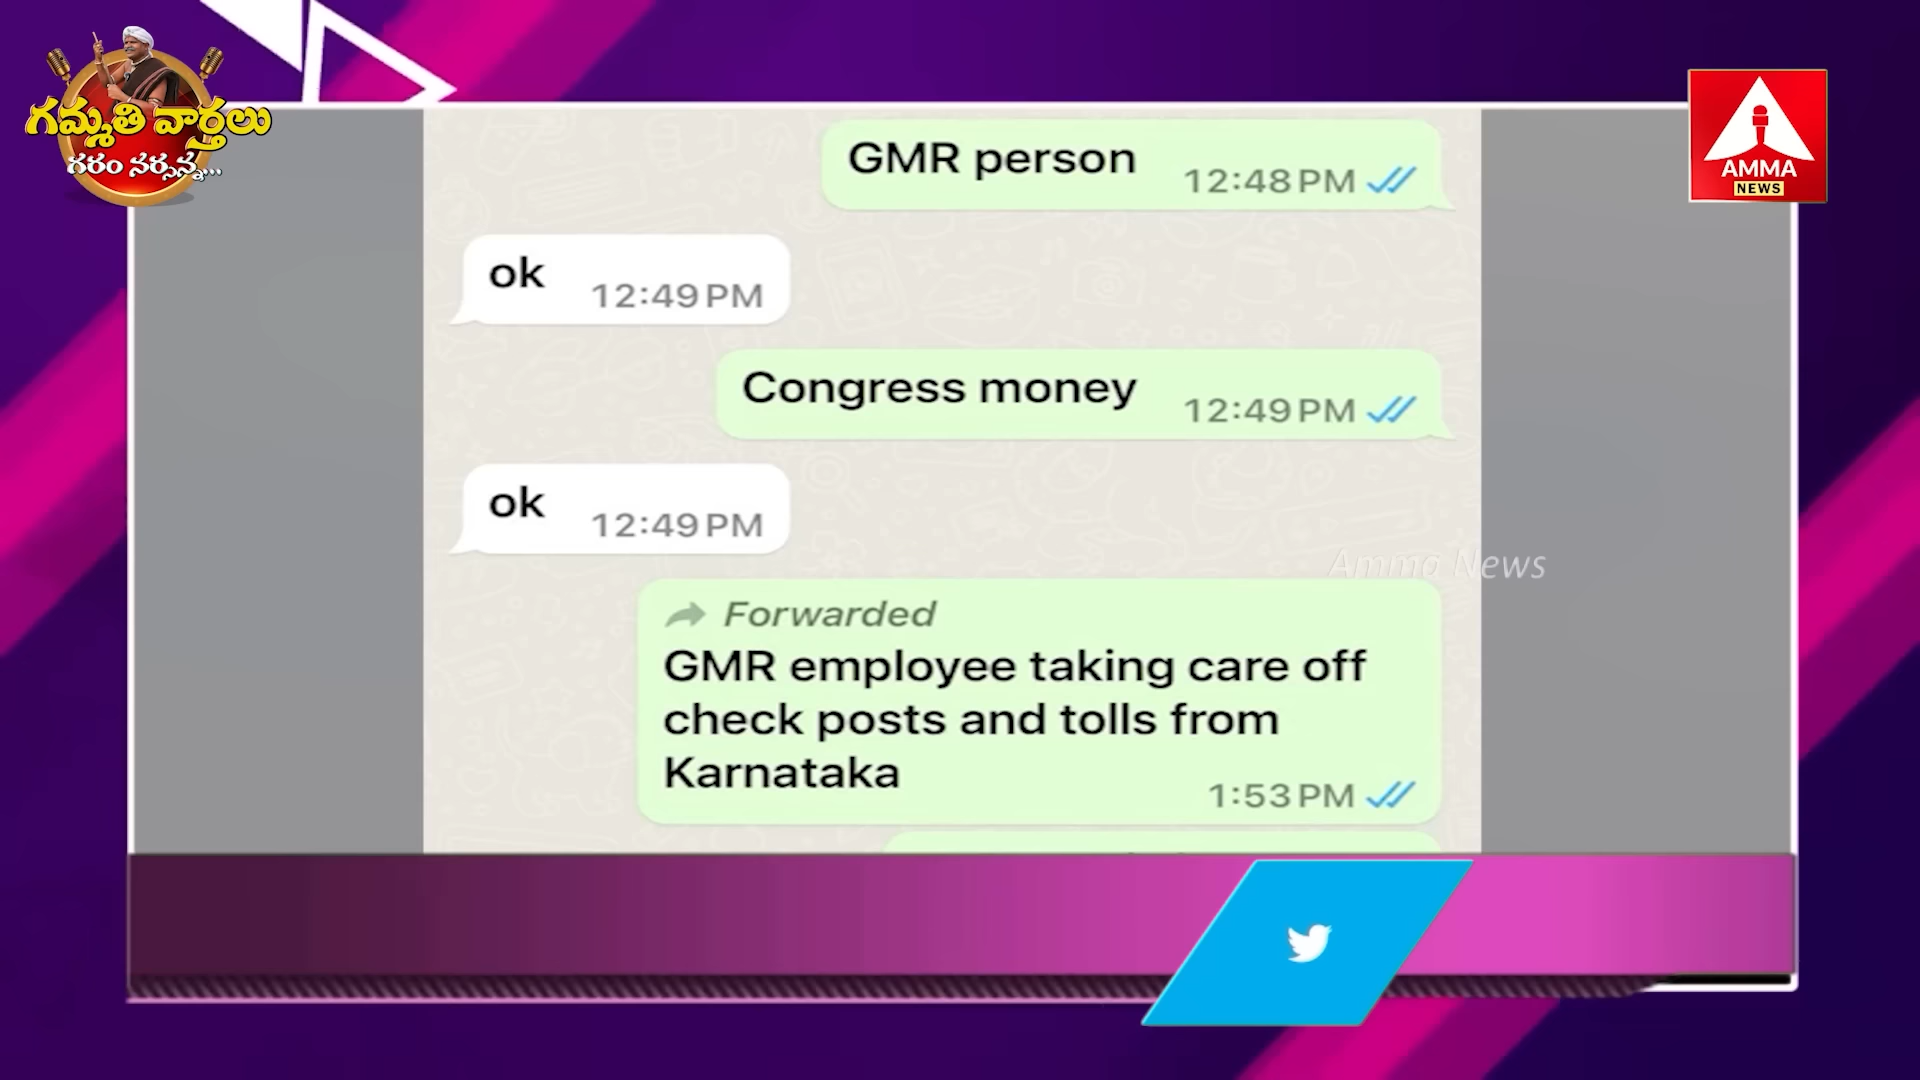 గమ్మతి వార్తలు
గరం నర్సన్న...
AMMA
NEWS
GMR person
12:48 PM
ok
12:49 PM
Congress money
12:49 PM
ok
12:49 PM
Amma News
Forwarded
GMR employee taking care off
check posts and tolls from
Karnataka
1:53 PM